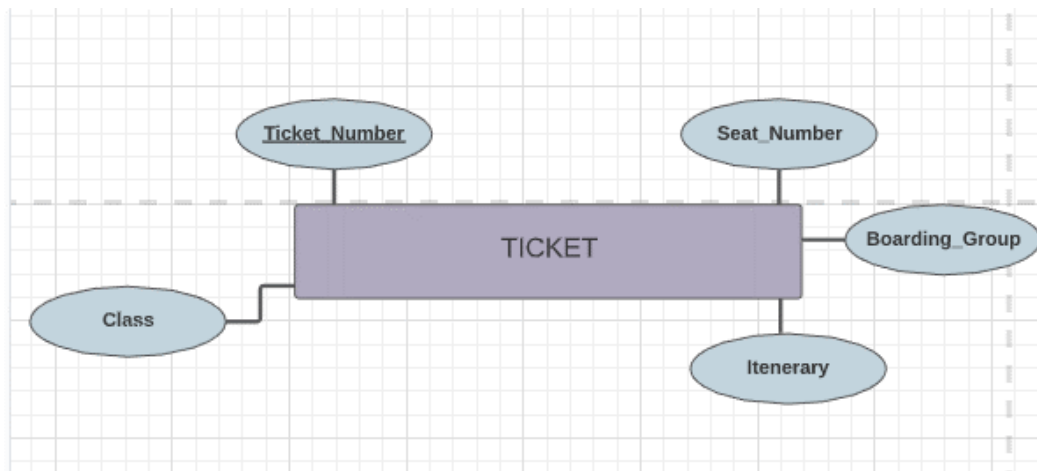 Ticket_Number
Seat_Number
TICKET
Boarding_Group
Class
Itenerary